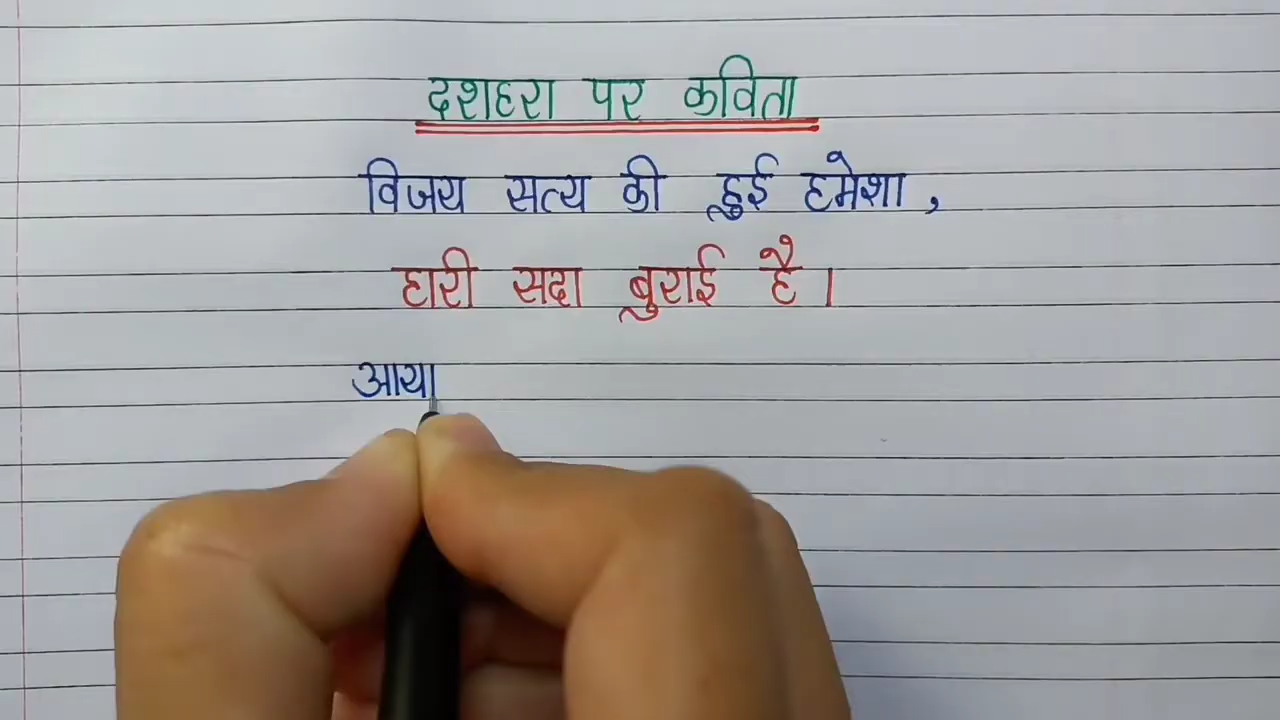 दशहरा पर कविता
विजय सत्य की हुई हमेशा ,
हारी सदा बुराई है ।
आया